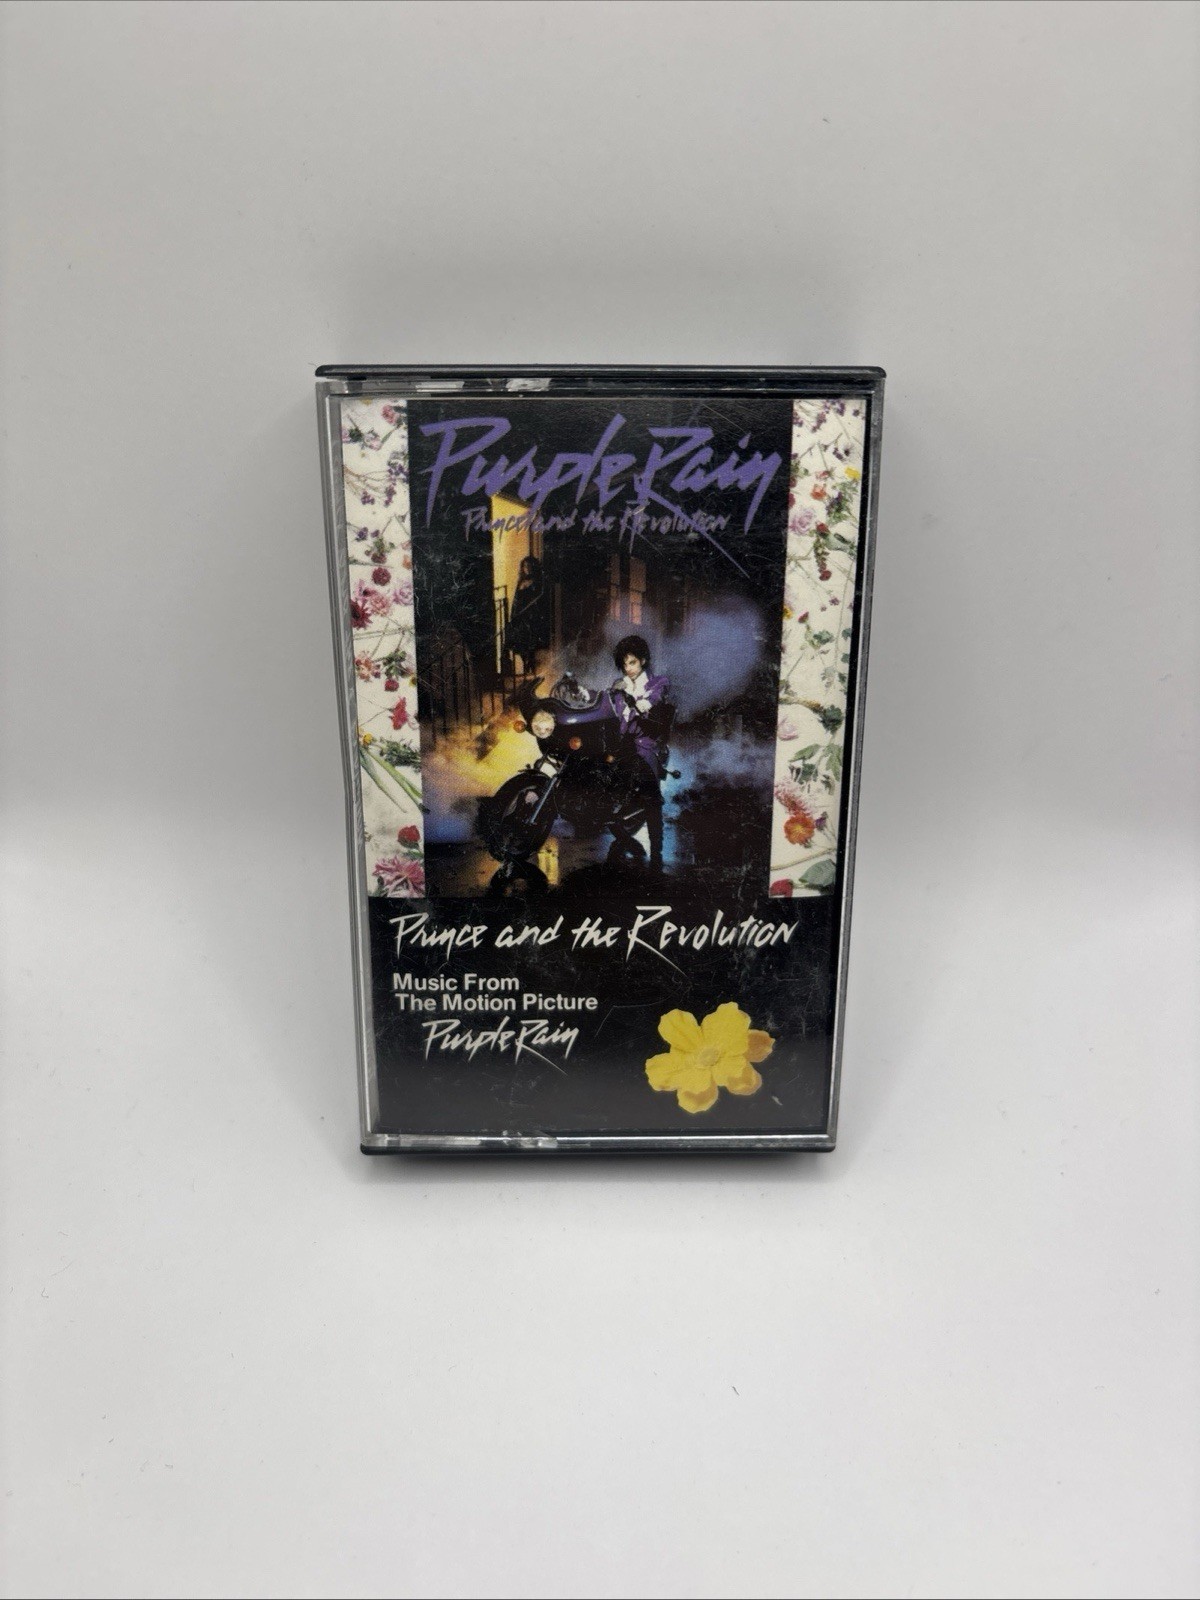 Purple Rain
Prince and the Revolution
Prince and the Revolution
Music From
The Motion Picture
Purple Rain